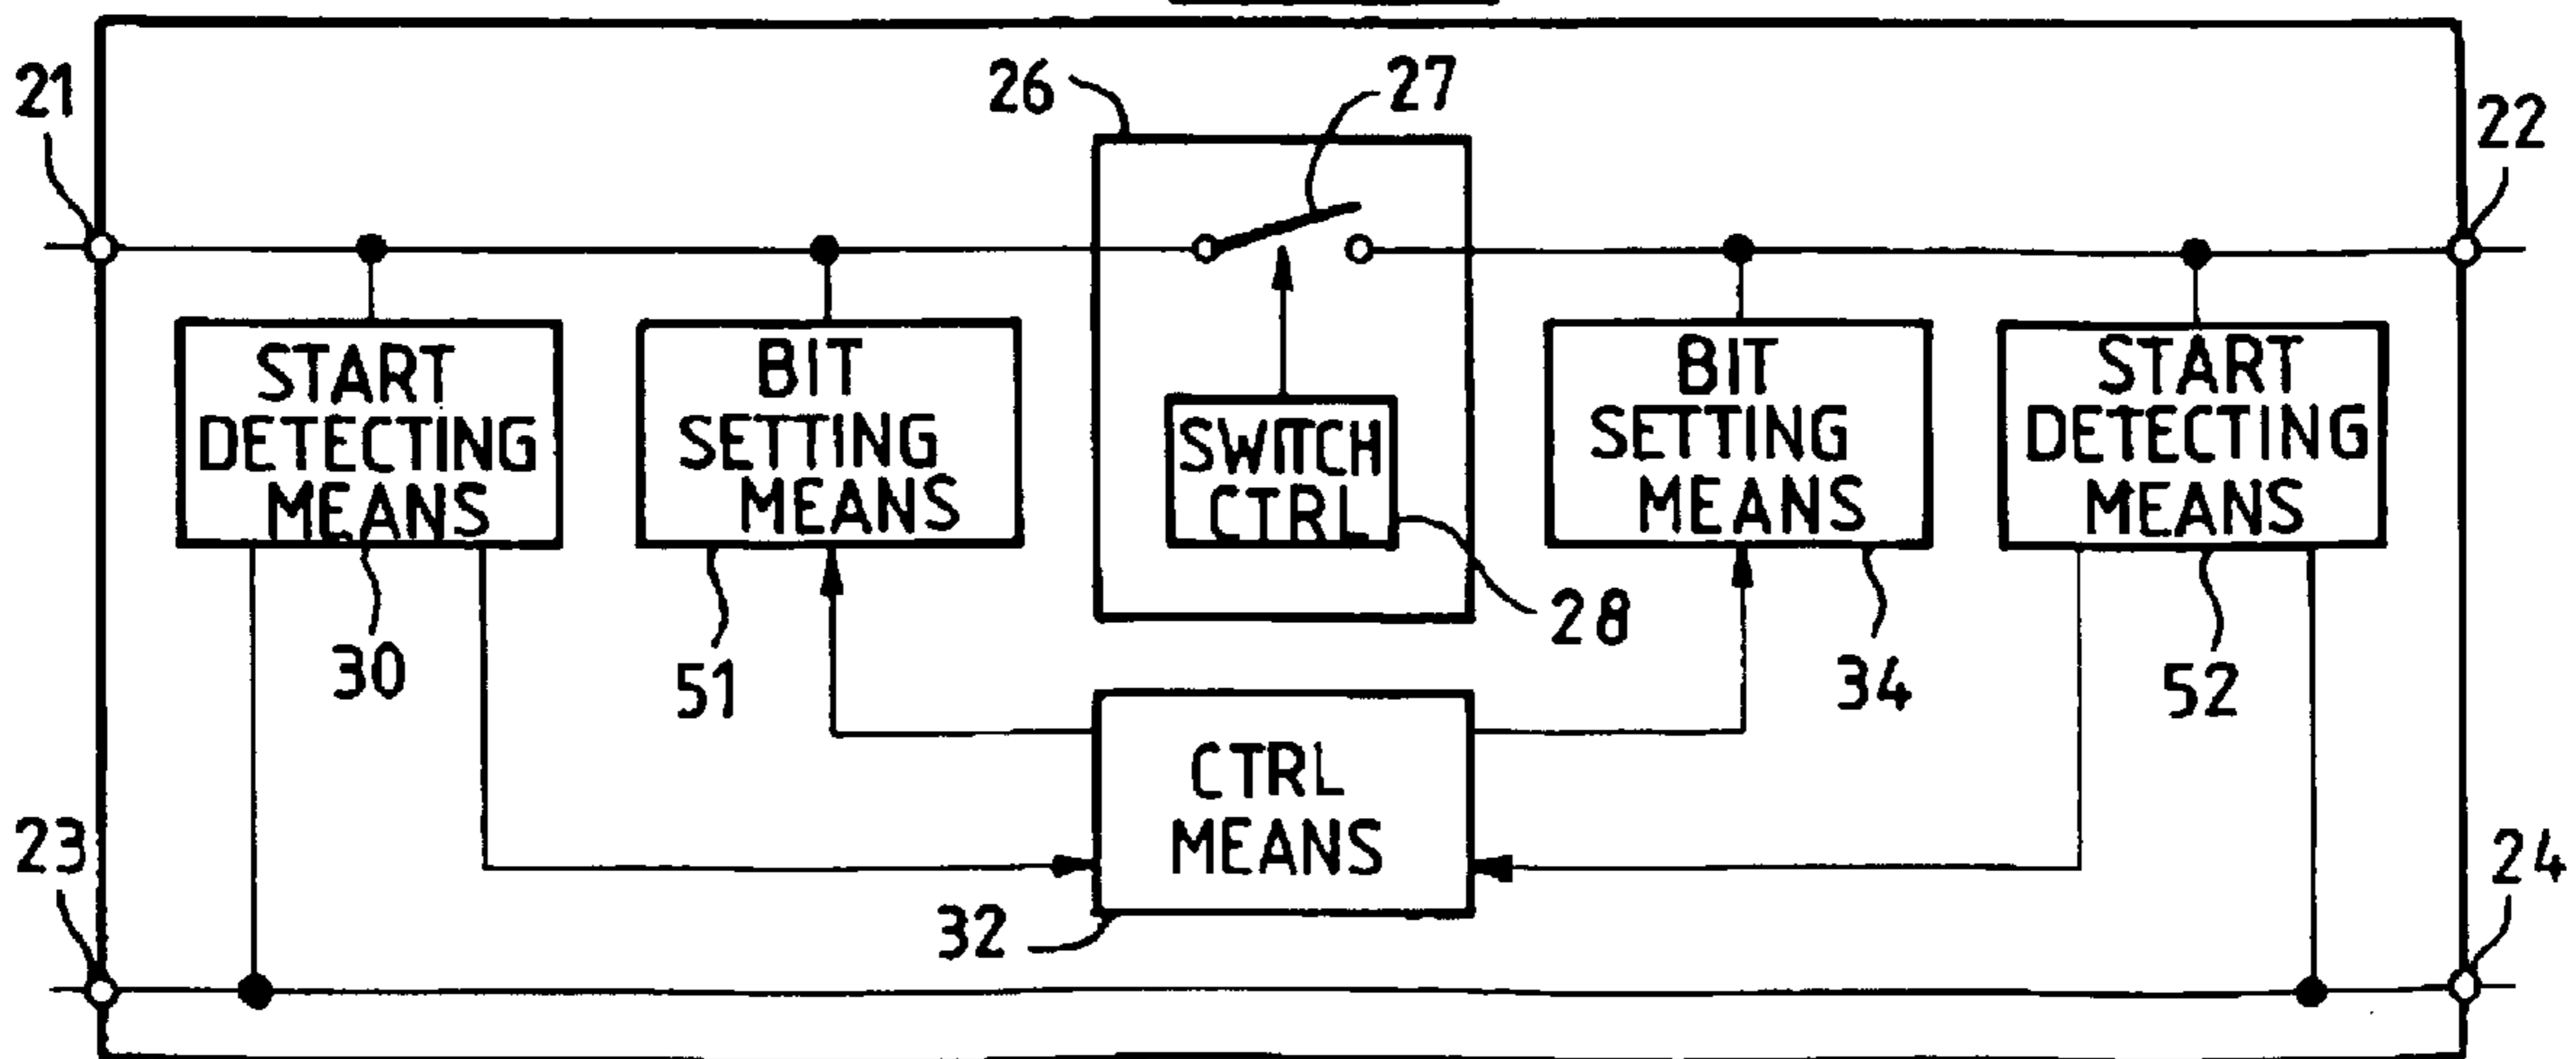 26
27
21
22
START
DETECTING
MEANS
BIT
SETTING
MEANS
SWITCH
CTRL
BIT
SETTING
MEANS
START
DETECTING
MEANS
28
30
51
34
52
CTRL
MEANS
23
24
32